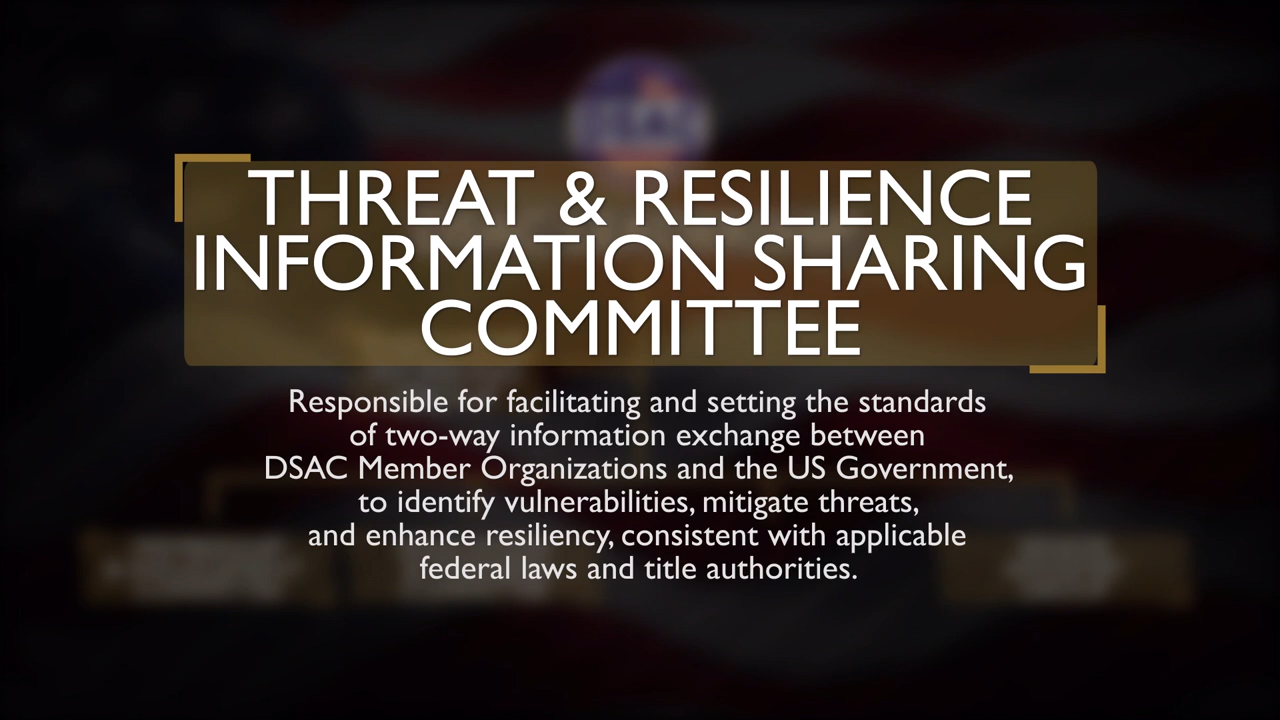 THREAT & RESILIENCE
INFORMATION SHARING
COMMITTEE
Responsible for facilitating and setting the standards
of two-way information exchange between
DSAC Member Organizations and the US Government,
to identify vulnerabilities, mitigate threats,
and enhance resiliency, consistent with applicable
federal laws and title authorities.